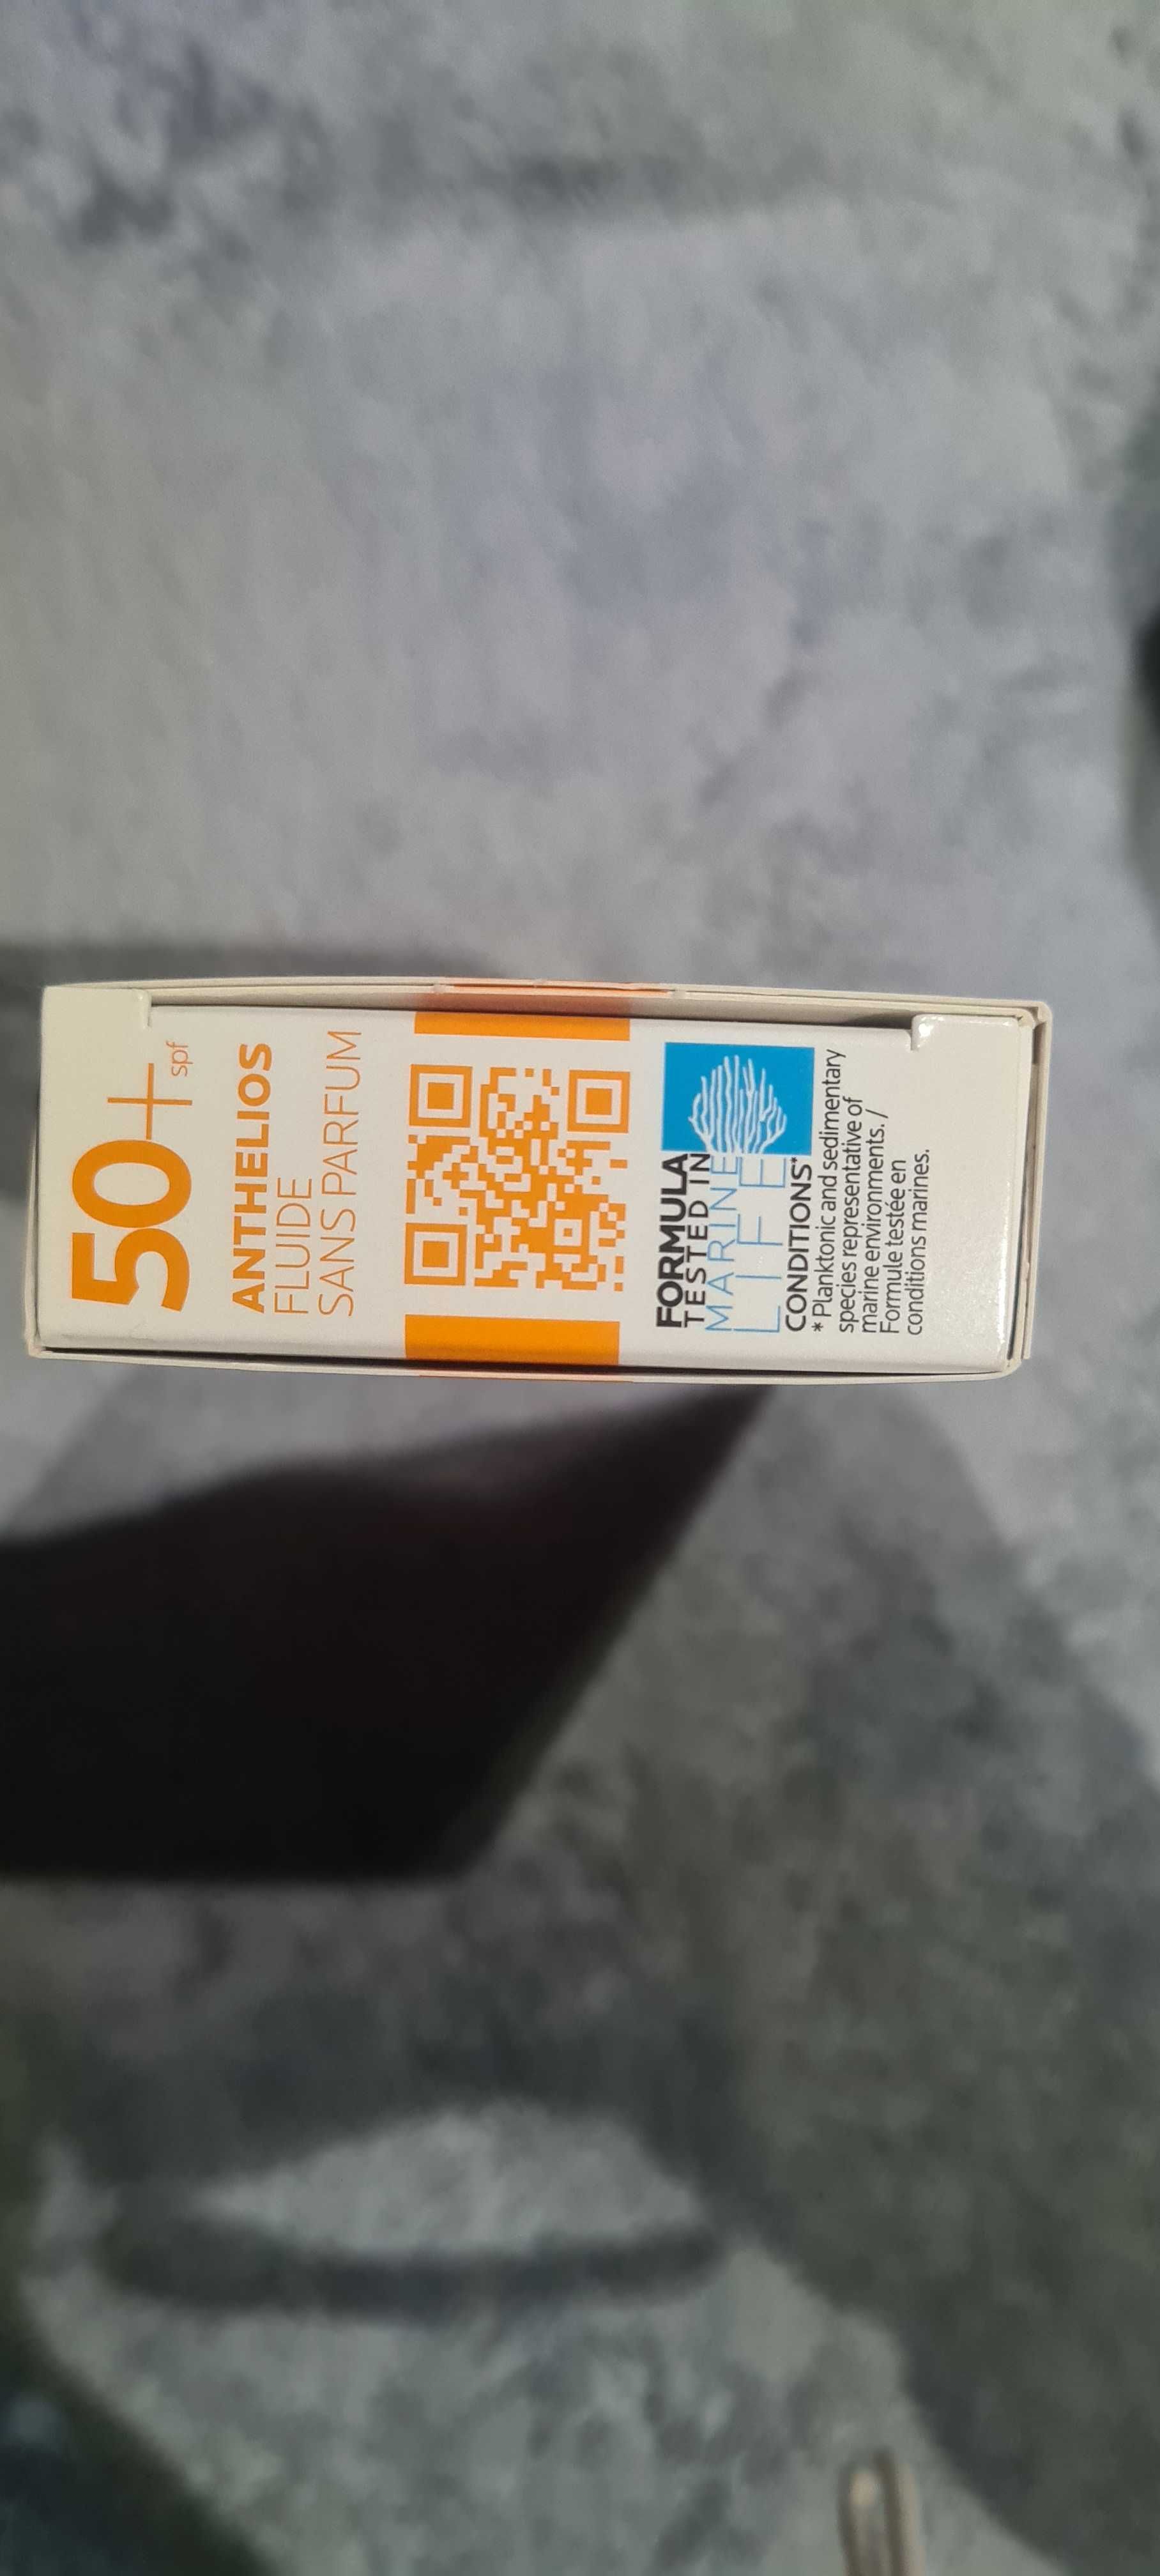 50+
spf
ANTHELIOS
FLUIDE
SANS PARFUM
FORMULA
TESTED IN
MARINE
LIFE
CONDITIONS*
* Planktonic and sedimentary
species representative of
marine environments. /
Formule testée en
conditions marines.